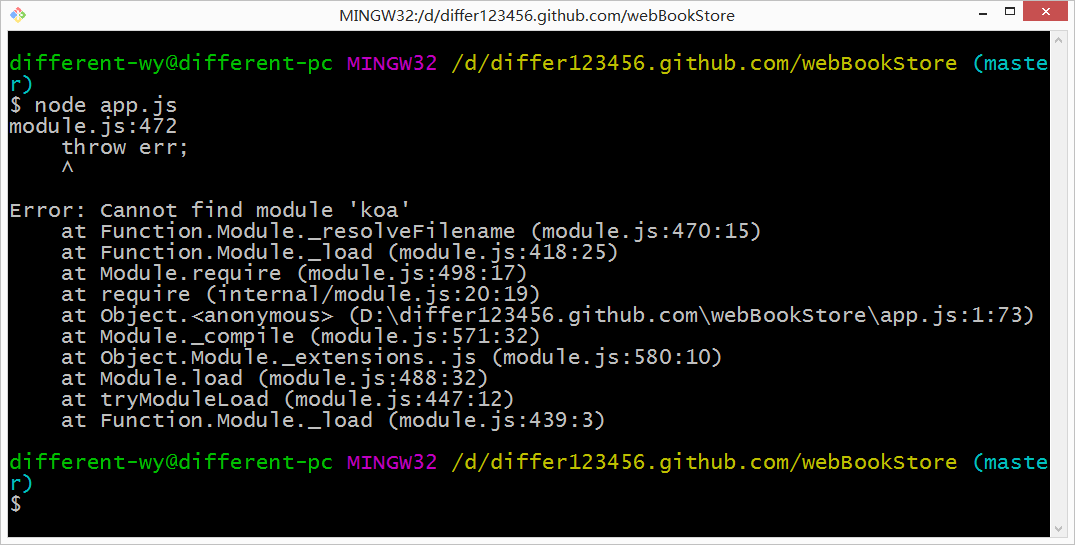 MINGW32:/d/differ123456.github.com/webBookStore
different-wy@different-pc MINGW32 /d/differ123456.github.com/webBookStore (maste
r)
$ node app.js
module.js:472
    throw err;
    ^
Error: Cannot find module 'koa'
    at Function.Module._resolveFilename (module.js:470:15)
    at Function.Module._load (module.js:418:25)
    at Module.require (module.js:498:17)
    at require (internal/module.js:20:19)
    at Object.<anonymous> (D:\differ123456.github.com\webBookStore\app.js:1:73)
    at Module._compile (module.js:571:32)
    at Object.Module._extensions..js (module.js:580:10)
    at Module.load (module.js:488:32)
    at tryModuleLoad (module.js:447:12)
    at Function.Module._load (module.js:439:3)
different-wy@different-pc MINGW32 /d/differ123456.github.com/webBookStore (maste
r)
$